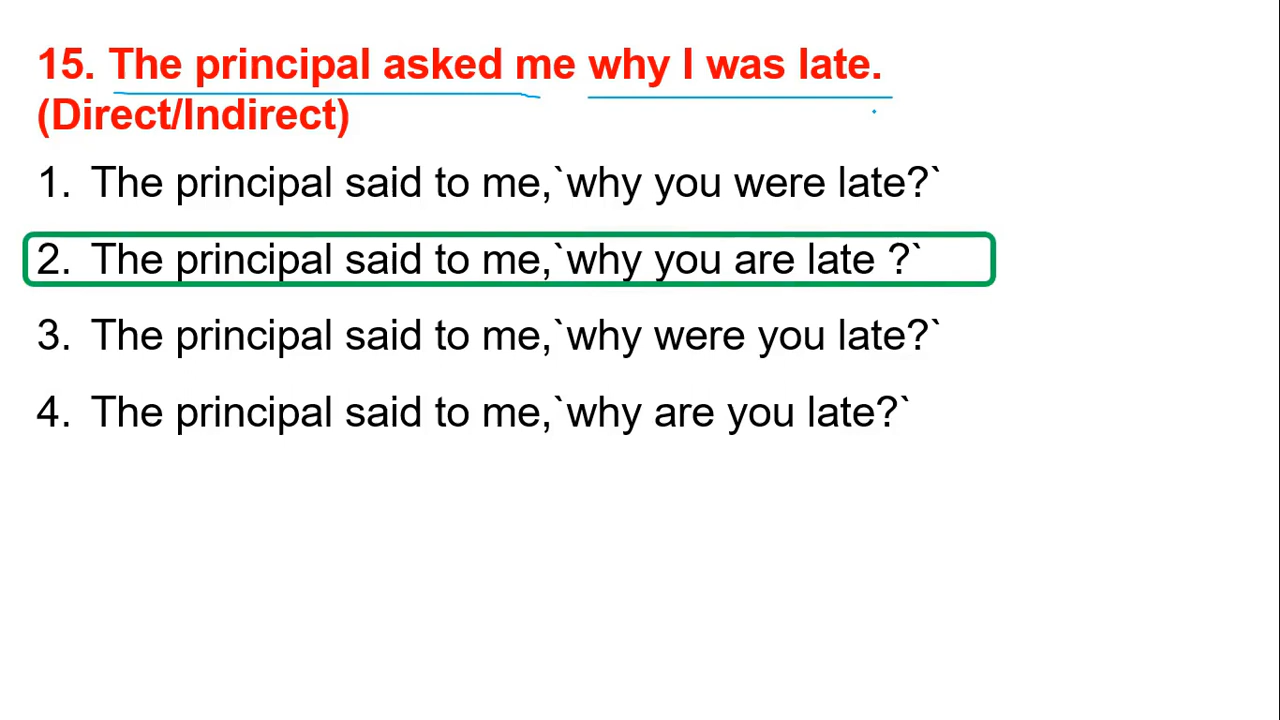 15. The principal asked me why I was late.
(Direct/Indirect)
1. The principal said to me,`why you were late?`
2. The principal said to me,`why you are late ?`
3. The principal said to me,`why were you late?`
4. The principal said to me,`why are you late?`